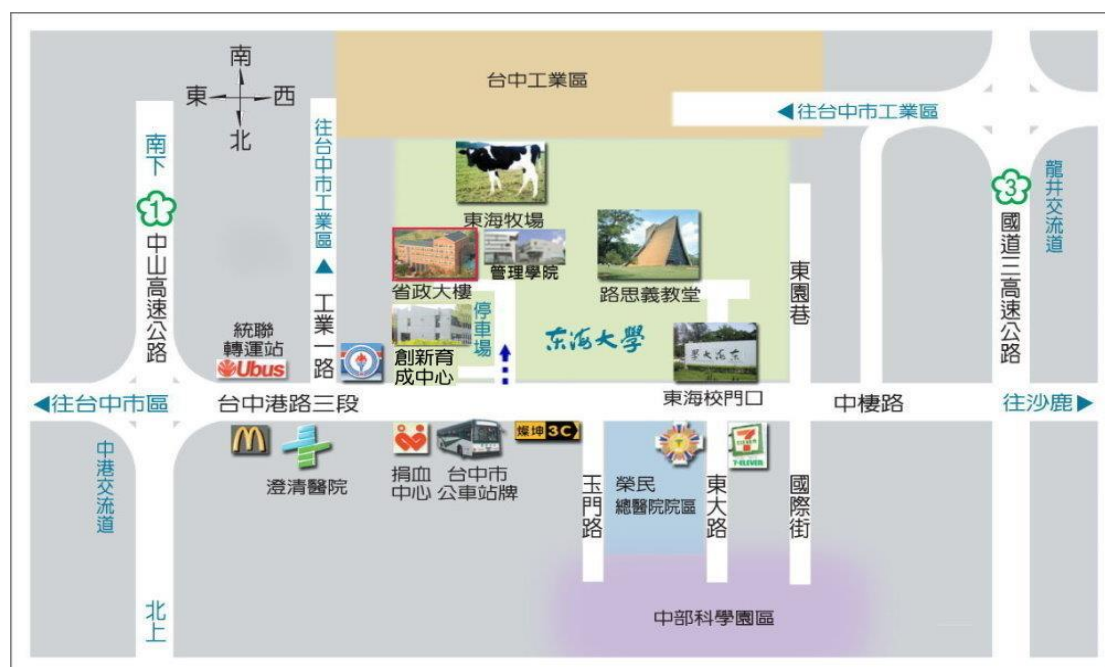 南
東 西
北
台中工業區
◀往台中市工業區
往台中市工業區▲
南下
1
中山高速公路
3
龍井交流道
國道三高速公路
東海牧場
省政大樓
管理學院
路思義教堂
東園巷
工業一路
停車場
創新育
成中心
东海大學
學大海東
東海校門口
統聯
轉運站
Ubus
◀往台中市區
台中港路三段
中棲路
往沙鹿▶
中港交流道
北上
澄清醫院
捐血
中心
台中市
公車站牌
燦坤3C
玉門路
榮民
總醫院院區
東大路
7-ELEVEN
國際街
中部科學園區